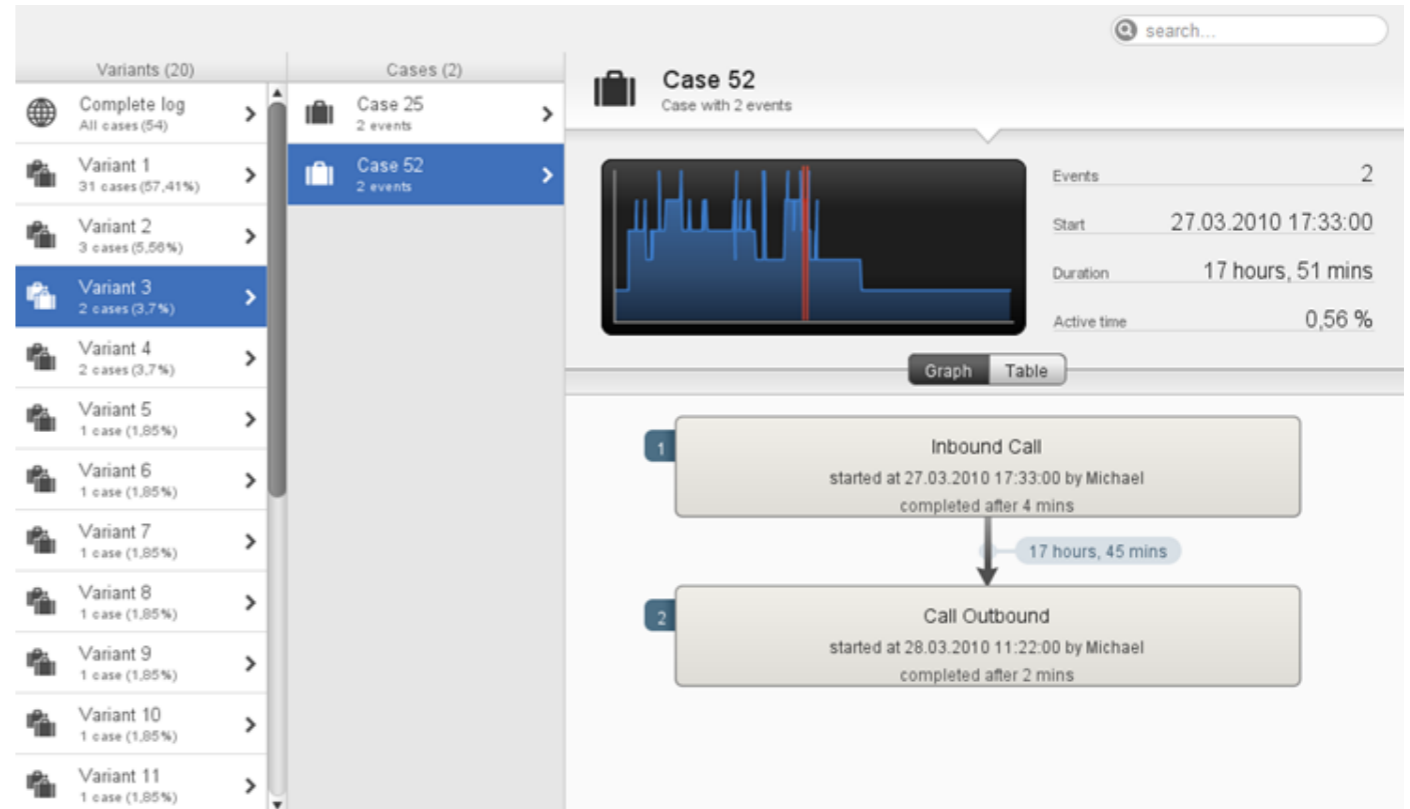 search...
Variants (20)
Complete log
All cases (54)
Variant 1
31 cases (57,41%)
Variant 2
3 cases (5,56%)
Variant 3
2 cases (3,7%)
Variant 4
2 cases (3,7%)
Variant 5
1 case (1,85%)
Variant 6
1 case (1,85%)
Variant 7
1 case (1,85%)
Variant 8
1 case (1,85%)
Variant 9
1 case (1,85%)
Variant 10
1 case (1,85%)
Variant 11
1 case (1,85%)
Cases (2)
Case 25
2 events
Case 52
2 events
Case 52
Case with 2 events
Events 2
Start 27.03.2010 17:33:00
Duration 17 hours, 51 mins
Active time 0,56 %
Graph Table
1
Inbound Call
started at 27.03.2010 17:33:00 by Michael
completed after 4 mins
17 hours, 45 mins
2
Call Outbound
started at 28.03.2010 11:22:00 by Michael
completed after 2 mins